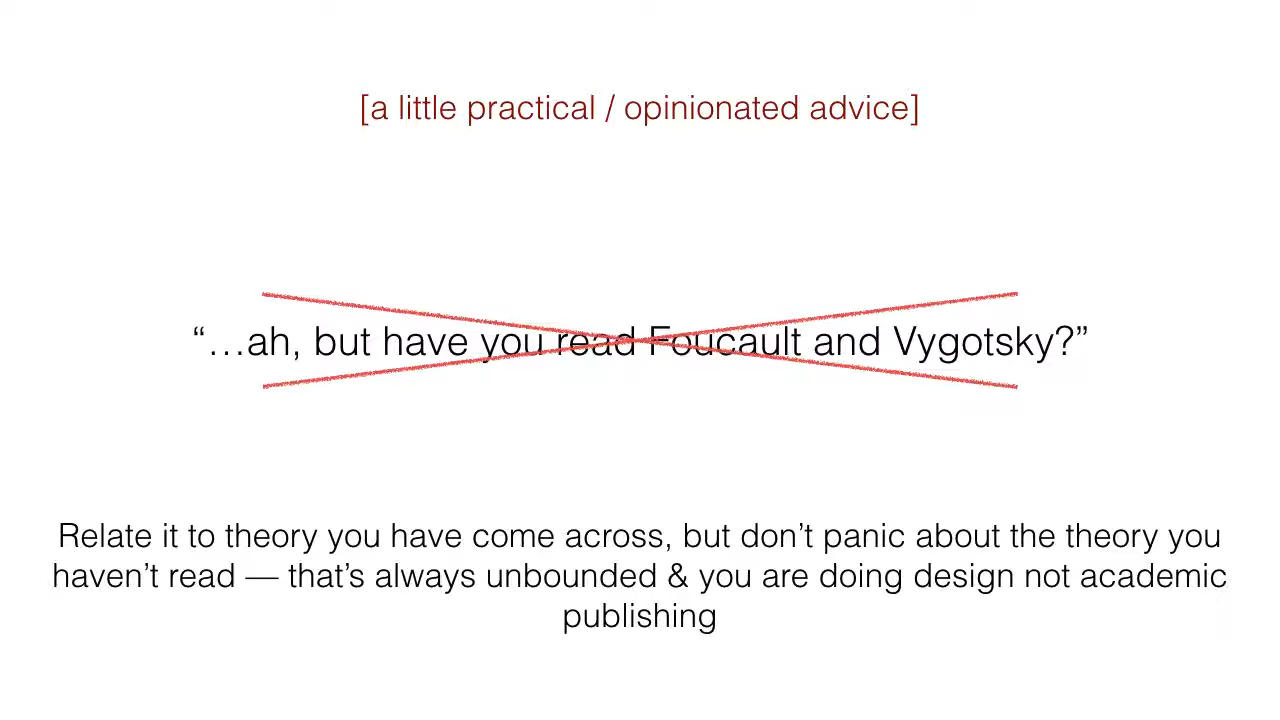 [a little practical / opinionated advice]
“…ah, but have you read Foucault and Vygotsky?”
Relate it to theory you have come across, but don’t panic about the theory you
haven’t read — that’s always unbounded & you are doing design not academic
publishing